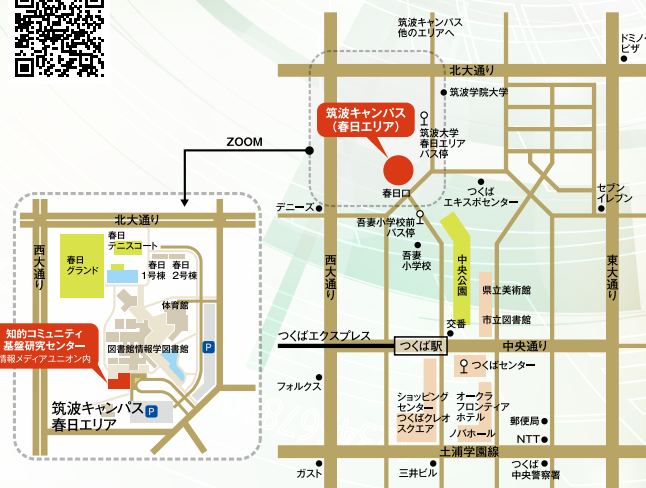 筑波キャンパス
他のエリアへ
ドミノ・
ピザ
北大通り
筑波学院大学
筑波キャンパス
（春日エリア）
筑波大学
春日エリア
バス停
ZOOM
春日口
つくば
エキスポセンター
セブン
イレブン
デニーズ
吾妻小学校前
バス停
吾妻
小学校
西大通り
中央公園
東大通り
県立美術館
市立図書館
交番
つくばエクスプレス
つくば駅
中央通り
つくばセンター
フォルクス
ショッピング
センター
つくばクレオ
スクエア
オークラ
フロンティア
ホテル
ノバホール
郵便局
NTT
土浦学園線
ガスト
三井ビル
つくば
中央警察署
北大通り
西大通り
春日
テニスコート
春日
グランド
春日
1号棟
春日
2号棟
体育館
図書館情報学図書館
P
知的コミュニティ
基盤研究センター
情報メディアユニオン内
P
筑波キャンパス
春日エリア